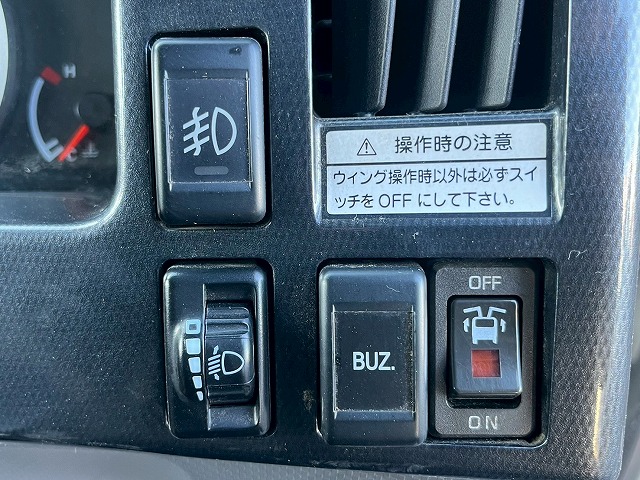 H
C
⚠ 操作時の注意
ウイング操作時以外は必ずスイ
ッチをOFFにして下さい。
OFF
BUZ.
ON